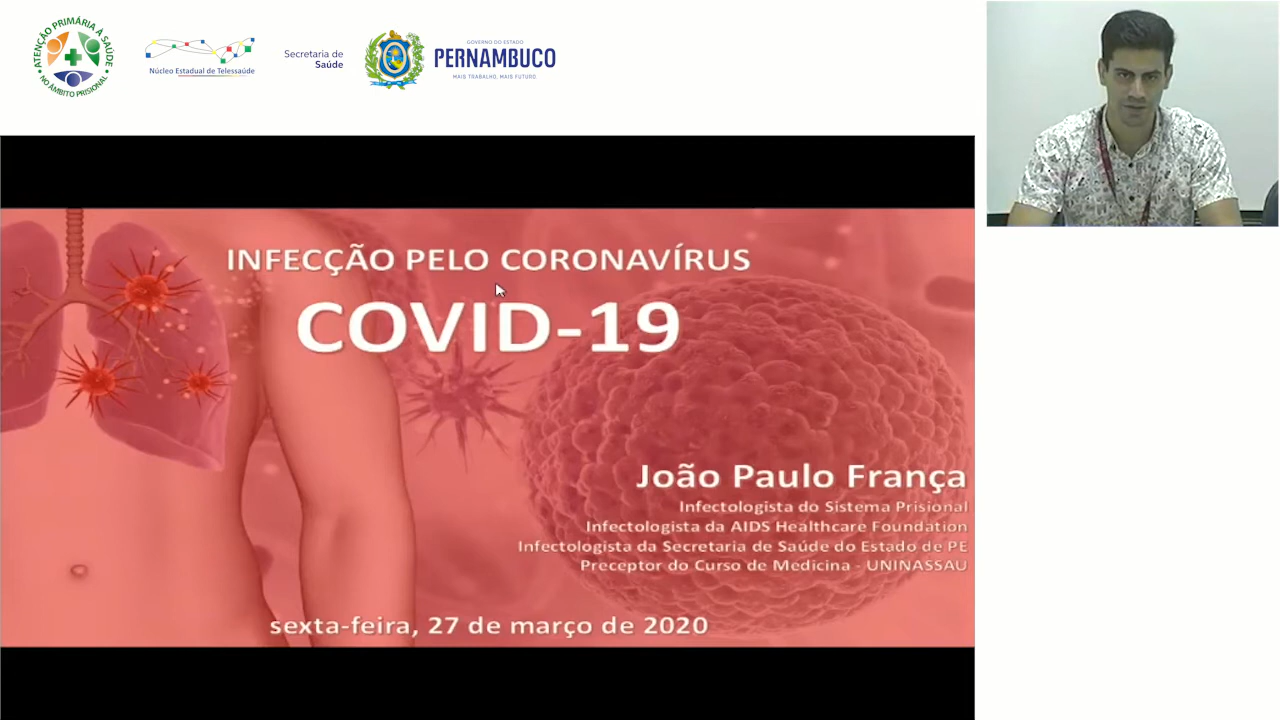 ATENÇÃO PRIMÁRIA À SAÚDE
NO ÂMBITO PRISIONAL
Núcleo Estadual de Telessaúde
Secretaria de
Saúde
GOVERNO DO ESTADO
PERNAMBUCO
MAIS TRABALHO, MAIS FUTURO.
INFECÇÃO PELO CORONAVÍRUS
COVID-19
João Paulo França
Infectologista do Sistema Prisional
Infectologista da AIDS Healthcare Foundation
Infectologista da Secretaria de Saúde do Estado de PE
Preceptor do Curso de Medicina - UNINASSAU
sexta-feira, 27 de março de 2020